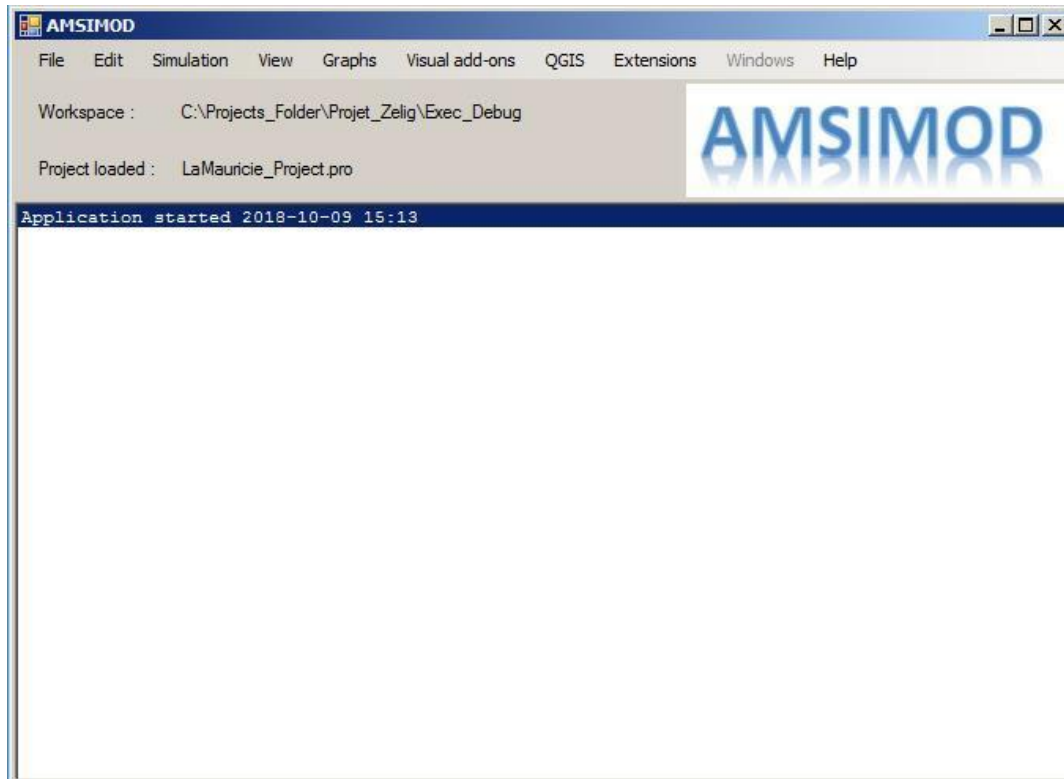 AMSIMOD
File Edit Simulation View Graphs Visual add-ons QGIS Extensions Windows Help
Workspace : C:\Projects_Folder\Projet_Zelig\Exec_Debug
AMSIMOD
Project loaded : LaMauricie_Project.pro
Application started 2018-10-09 15:13